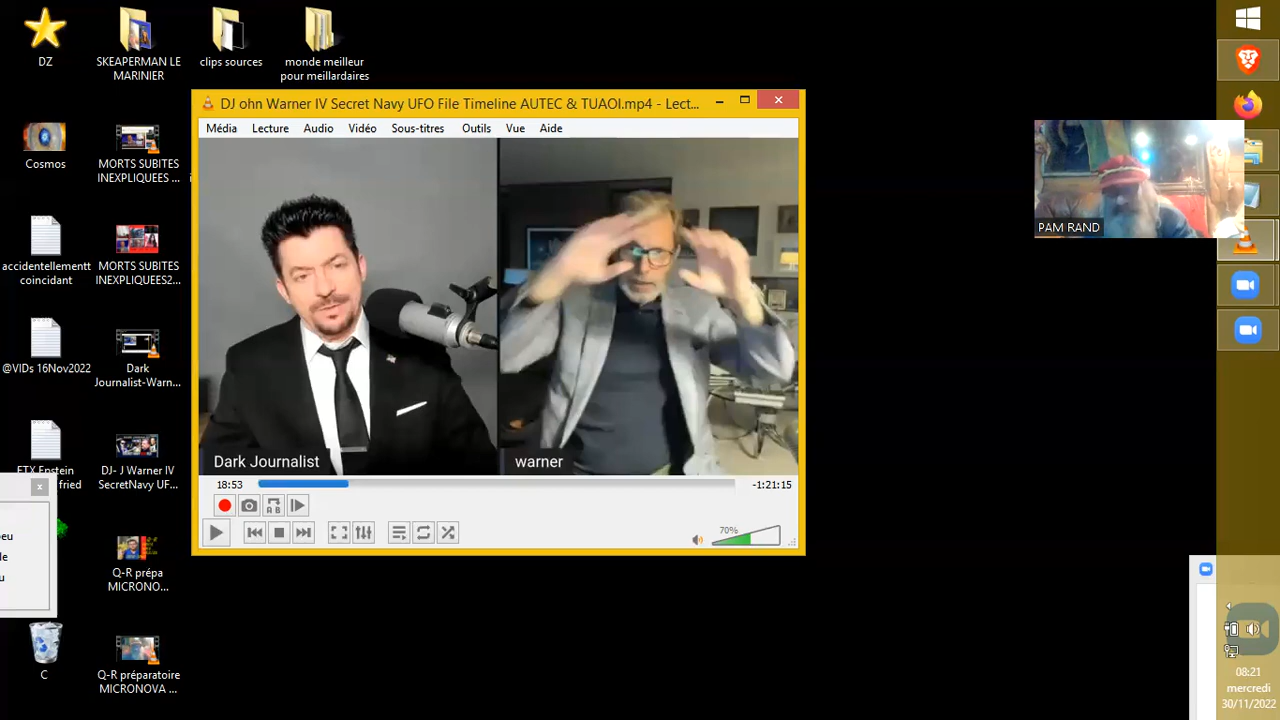 DZ
SKEAPERMAN LE
MARINIER
clips sources
monde meilleur
pour meillardaires
DJ ohn Warner IV Secret Navy UFO File Timeline AUTEC & TUAOI.mp4 - Lect...
Média Lecture Audio Vidéo Sous-titres Outils Vue Aide
Cosmos
MORTS SUBITES
INEXPLIQUEES ...
accidentellementt
coincidant
MORTS SUBITES
INEXPLIQUEES2...
@VIDs 16Nov2022
Dark
Journalist-Warn...
FTX Epstein
fried
DJ- J Warner IV
SecretNavy UF...
Q-R prépa
MICRONO...
C
Q-R préparatoire
MICRONOVA ...
Dark Journalist
warner
18:53
-1:21:15
70%
PAM RAND
08:21
mercredi
30/11/2022